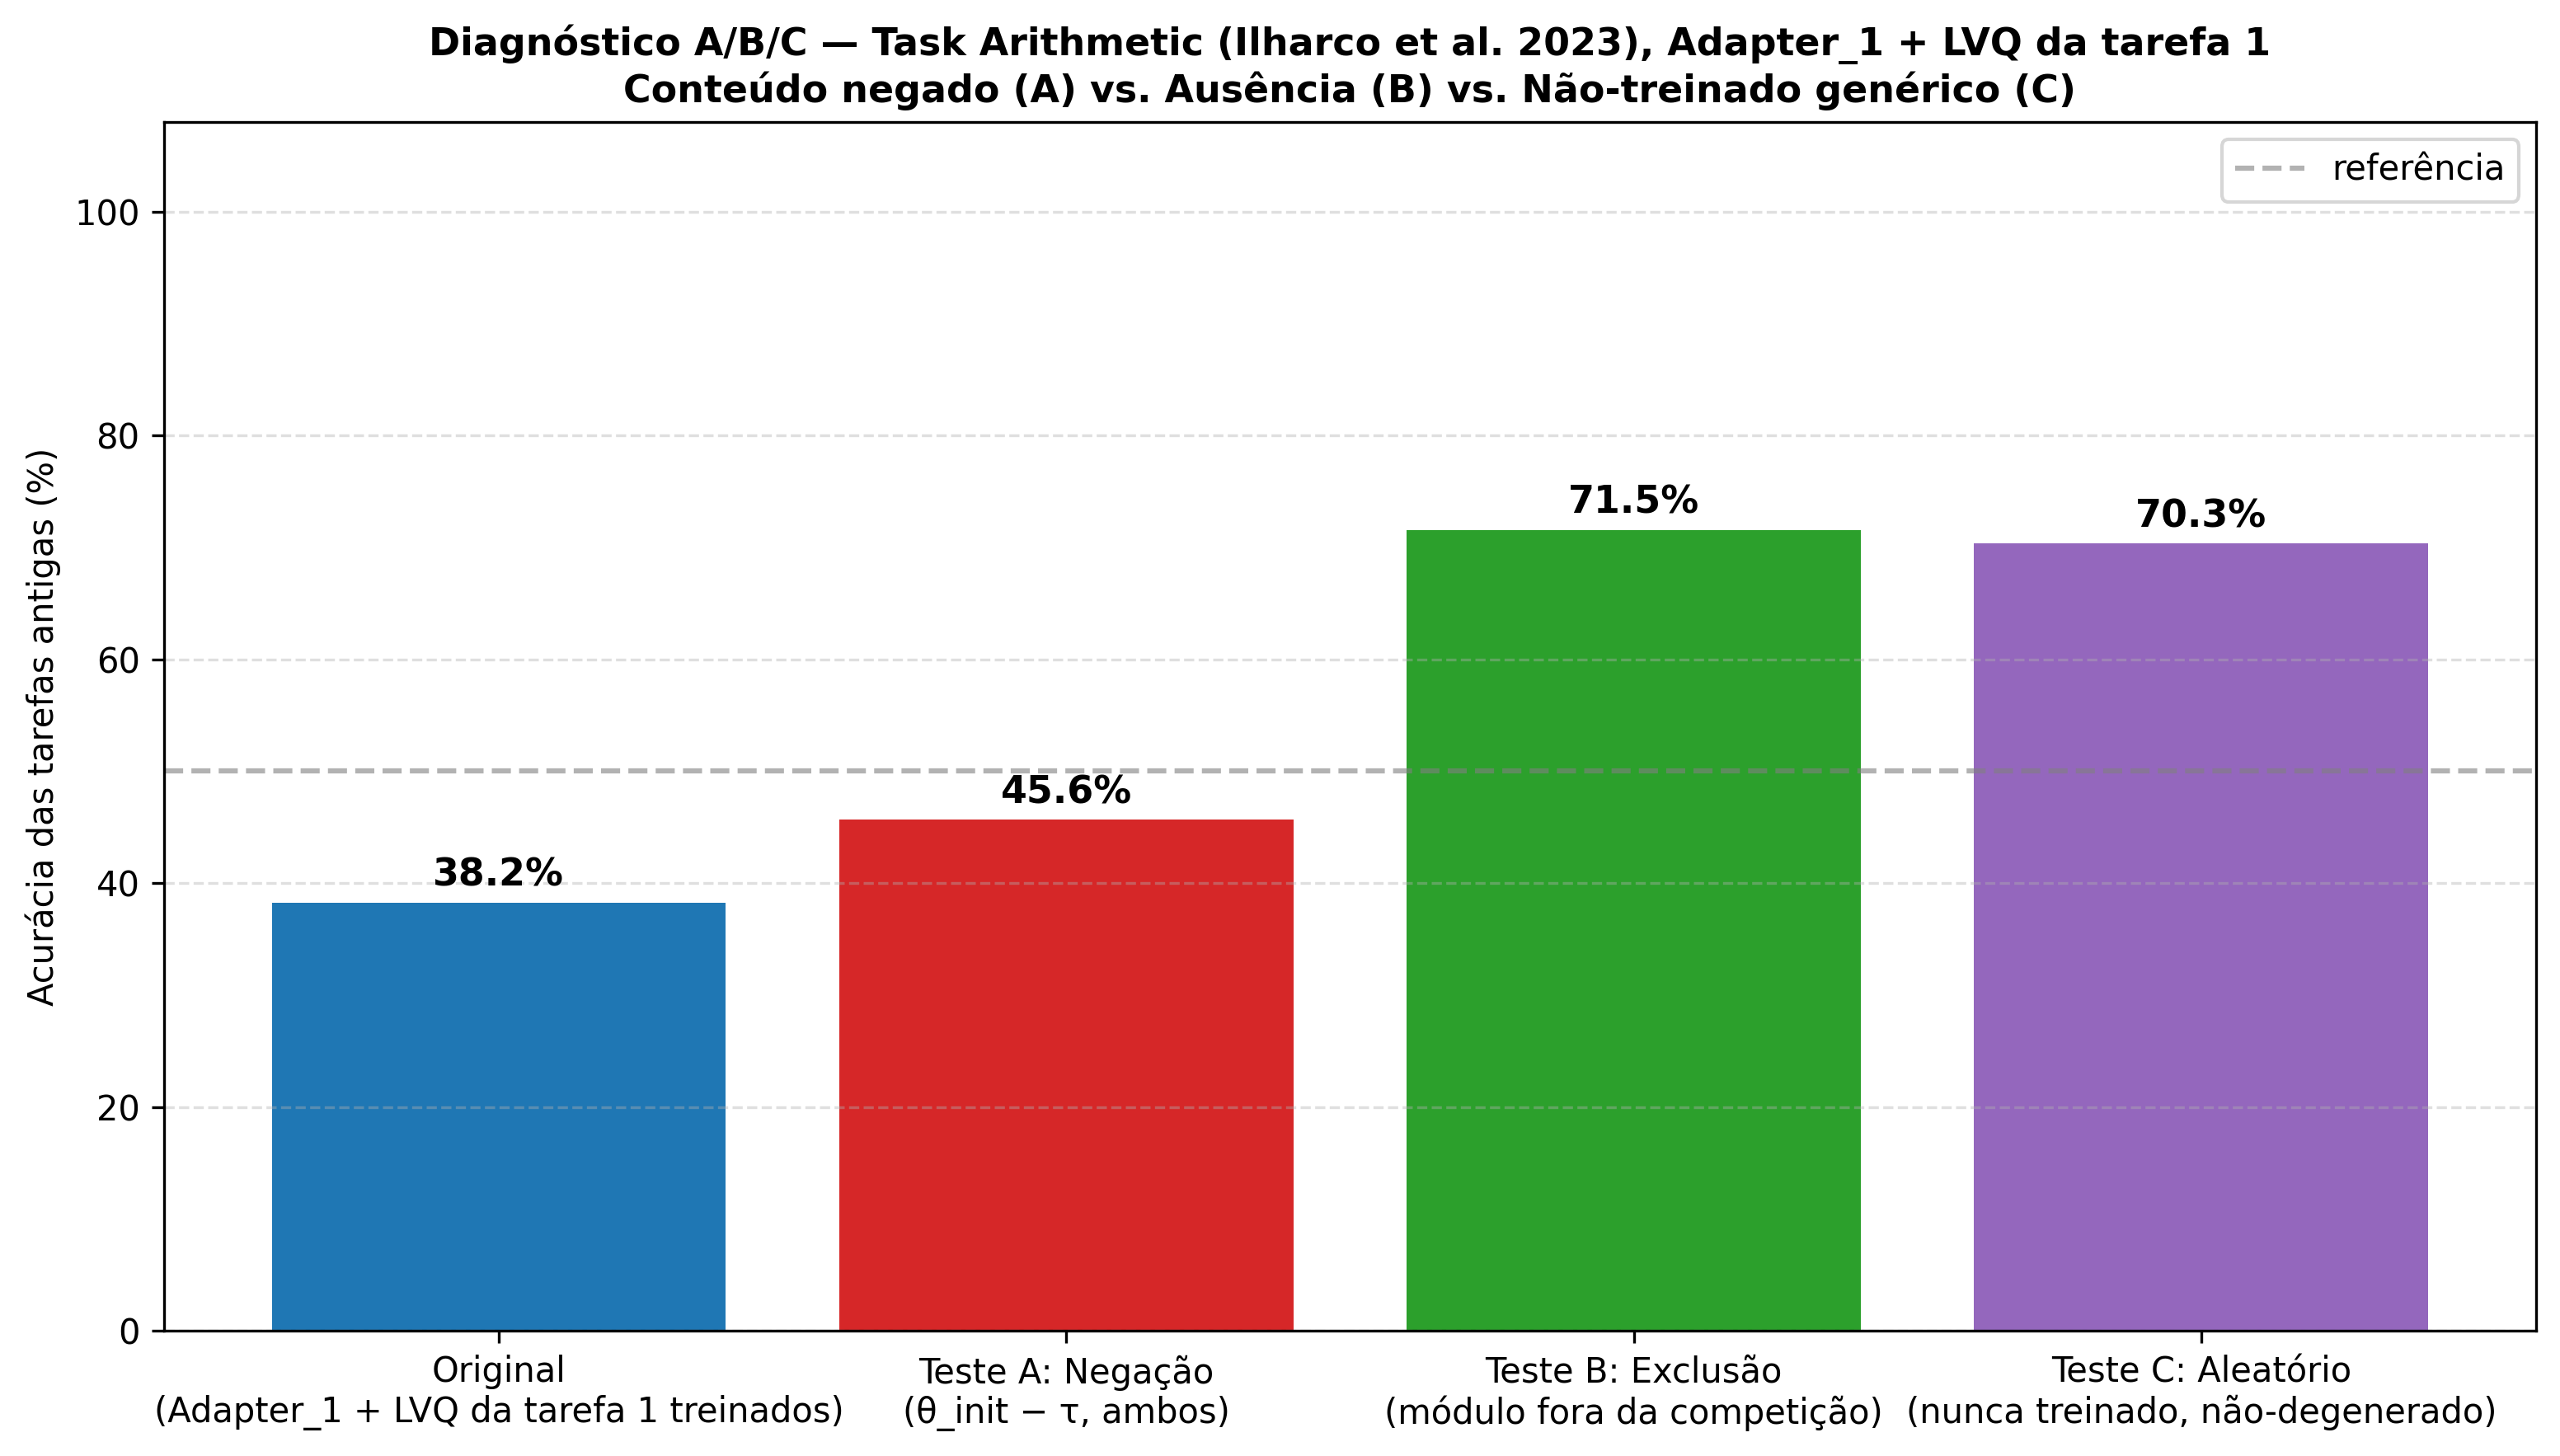 Diagnóstico A/B/C — Task Arithmetic (Ilharco et al. 2023), Adapter_1 + LVQ da tarefa 1
Conteúdo negado (A) vs. Ausência (B) vs. Não-treinado genérico (C)
referência
Acurácia das tarefas antigas (%)
100
80
60
40
20
0
38.2%
45.6%
71.5%
70.3%
Original
(Adapter_1 + LVQ da tarefa 1 treinados)
Teste A: Negação
(θ_init − τ, ambos)
Teste B: Exclusão
(módulo fora da competição)
Teste C: Aleatório
(nunca treinado, não-degenerado)